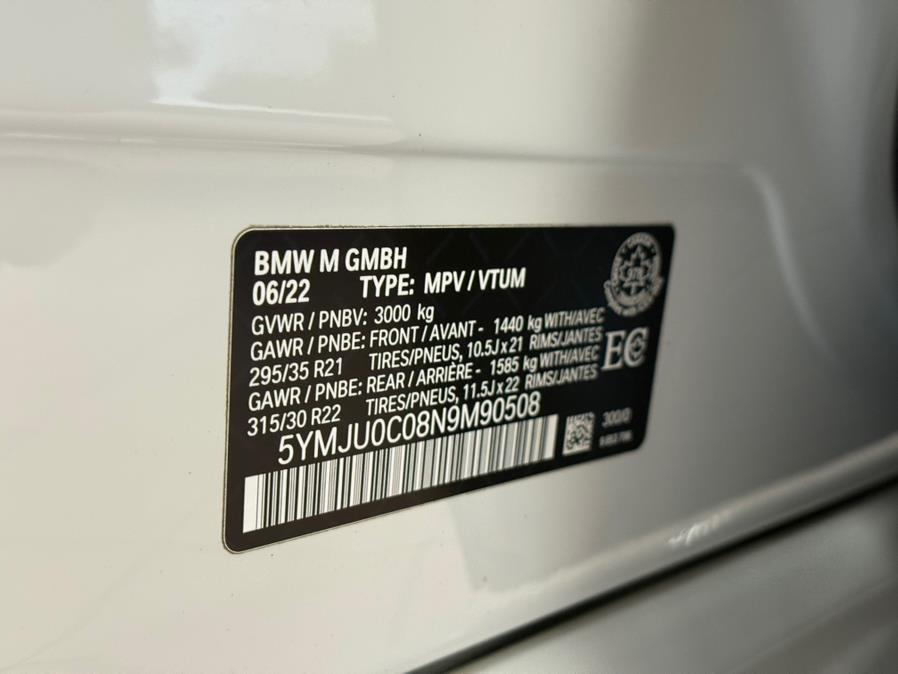 BMW M GMBH
06/22 TYPE: MPV / VTUM
GVWR / PNBV: 3000 kg
GAWR / PNBE: FRONT / AVANT - 1440 kg WITH/AVEC
295/35 R21 TIRES/PNEUS, 10.5J x 21 RIMS/JANTES
GAWR / PNBE: REAR / ARRIÈRE - 1585 kg WITH/AVEC
315/30 R22 TIRES/PNEUS, 11.5J x 22 RIMS/JANTES
EC
5YMJU0C08N9M90508
300/0